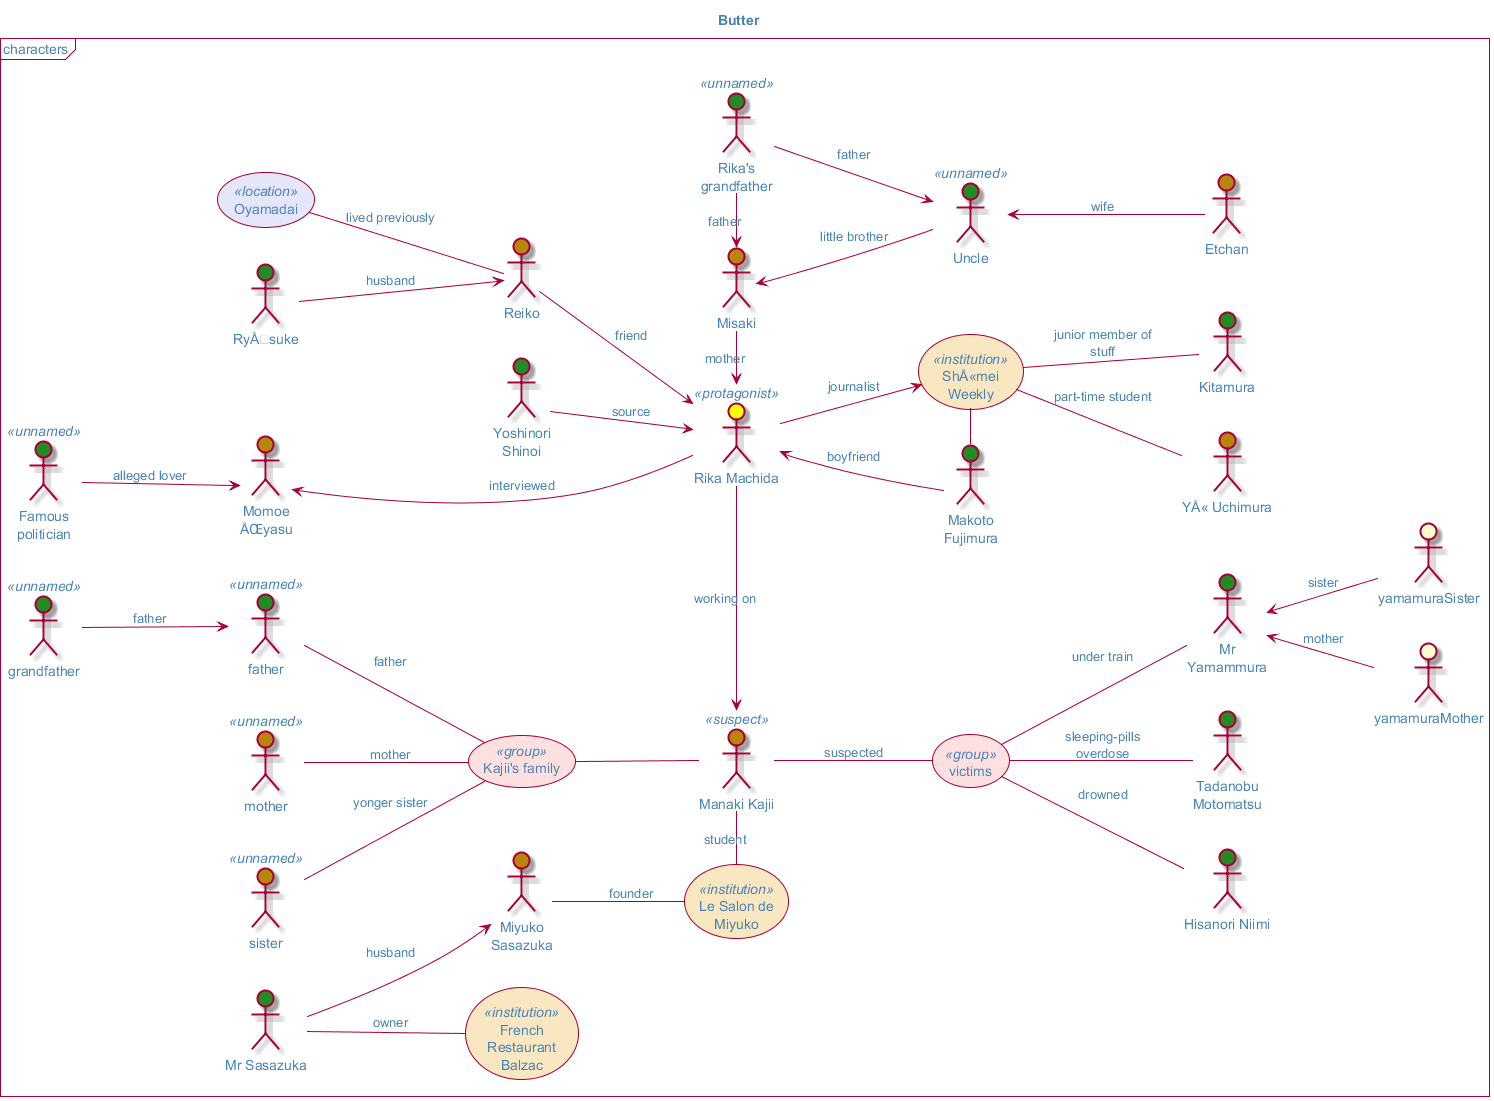 Butter
characters
«unnamed»
Rika's
grandfather
father
«unnamed»
Uncle
wife
Etchan
father
little brother
«location»
Oyamadai
lived previously
husband
Reiko
RyÅ□suke
Misaki
friend
mother
«institution»
ShÅ«mei
Weekly
junior member of
stuff
Kitamura
part-time student
YÅ« Uchimura
«protagonist»
Rika Machida
journalist
boyfriend
Makoto
Fujimura
source
Yoshinori
Shinoi
interviewed
«unnamed»
Famous
politician
alleged lover
Momoe
ÅŒyasu
«unnamed»
grandfather
father
«unnamed»
father
father
working on
under train
Mr
Yamammura
sister
yamamuraSister
mother
yamamuraMother
«unnamed»
mother
mother
«group»
Kajii's family
«suspect»
Manaki Kajii
suspected
«group»
victims
sleeping-pills
overdose
Tadanobu
Motomatsu
drowned
Hisanori Niimi
yonger sister
«unnamed»
sister
student
Miyuko
Sasazuka
founder
«institution»
Le Salon de
Miyuko
husband
Mr Sasazuka
owner
«institution»
French
Restaurant
Balzac